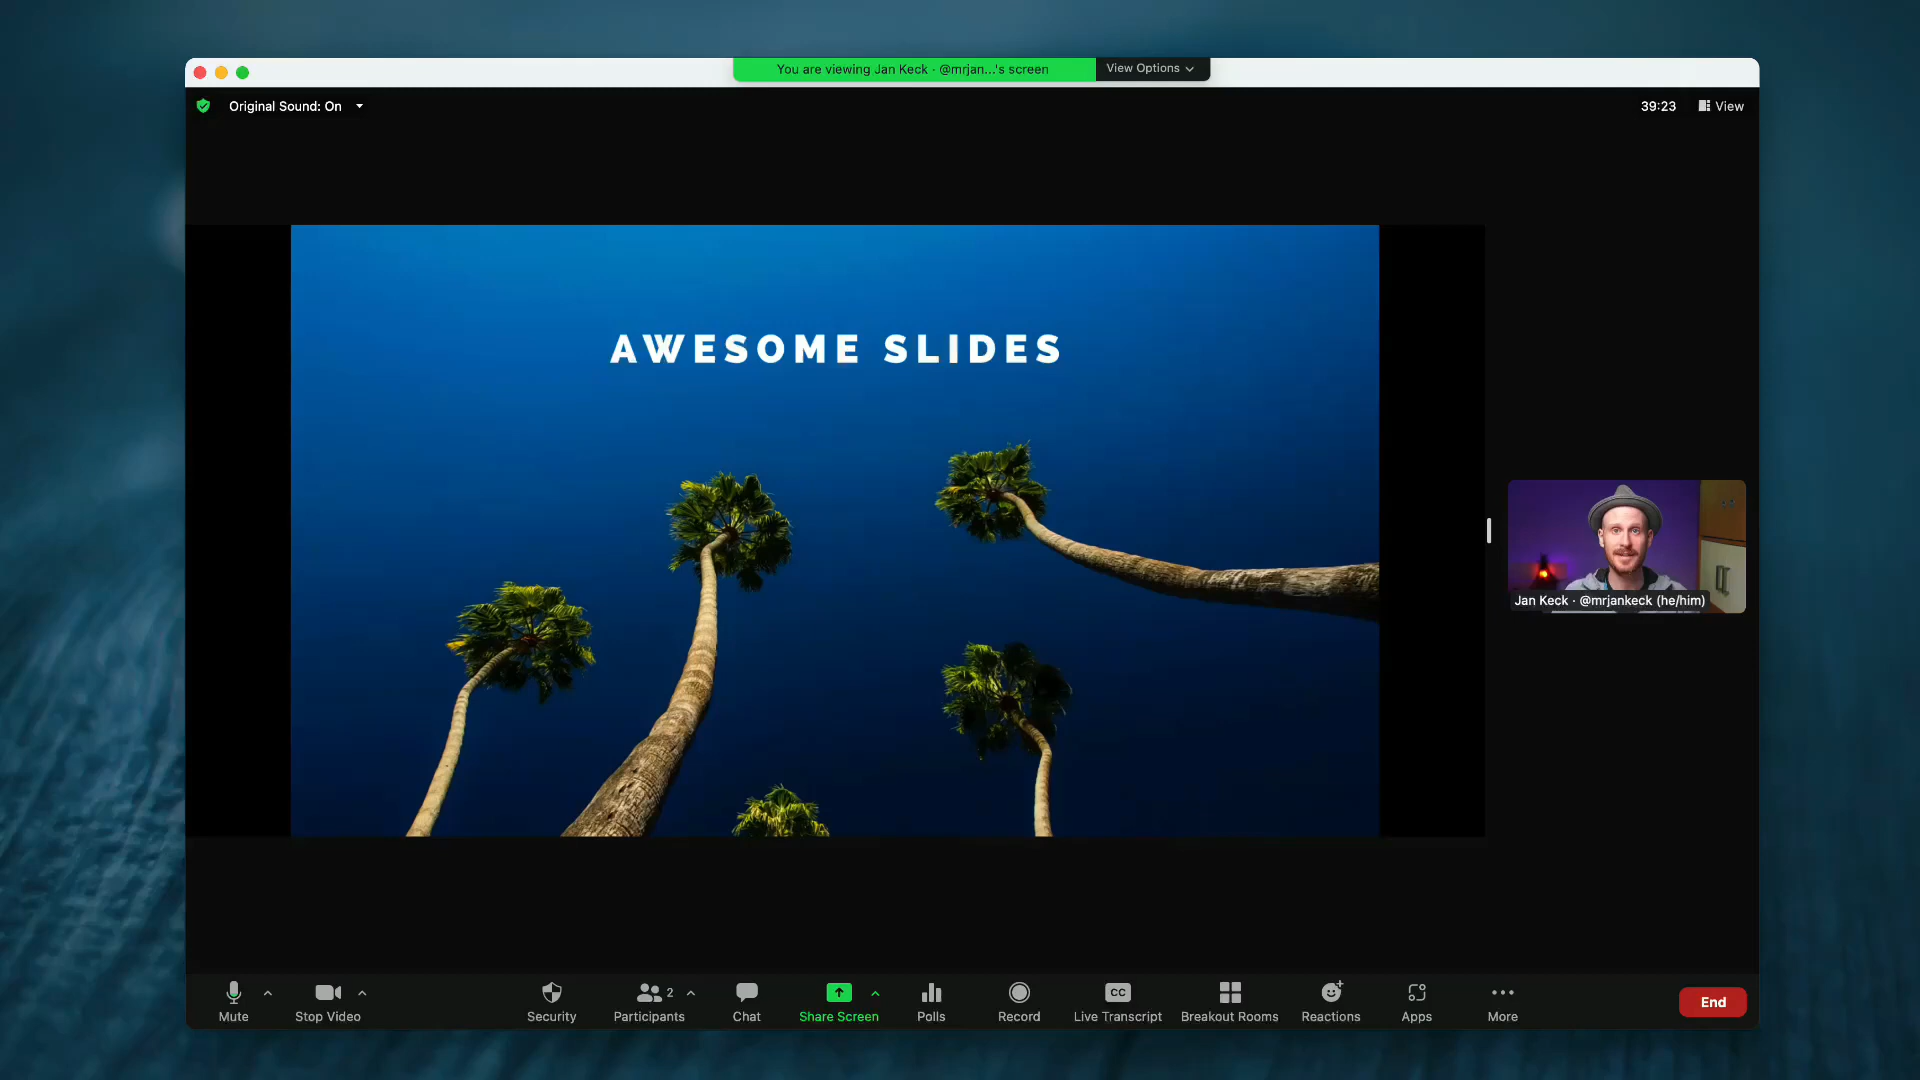 You are viewing Jan Keck · @mrjan...'s screen
View Options
Original Sound: On
39:23
View
AWESOME SLIDES
Jan Keck · @mrjankeck (he/him)
Mute
Stop Video
Security
2
Participants
Chat
Share Screen
Polls
Record
CC
Live Transcript
Breakout Rooms
Reactions
Apps
More
End